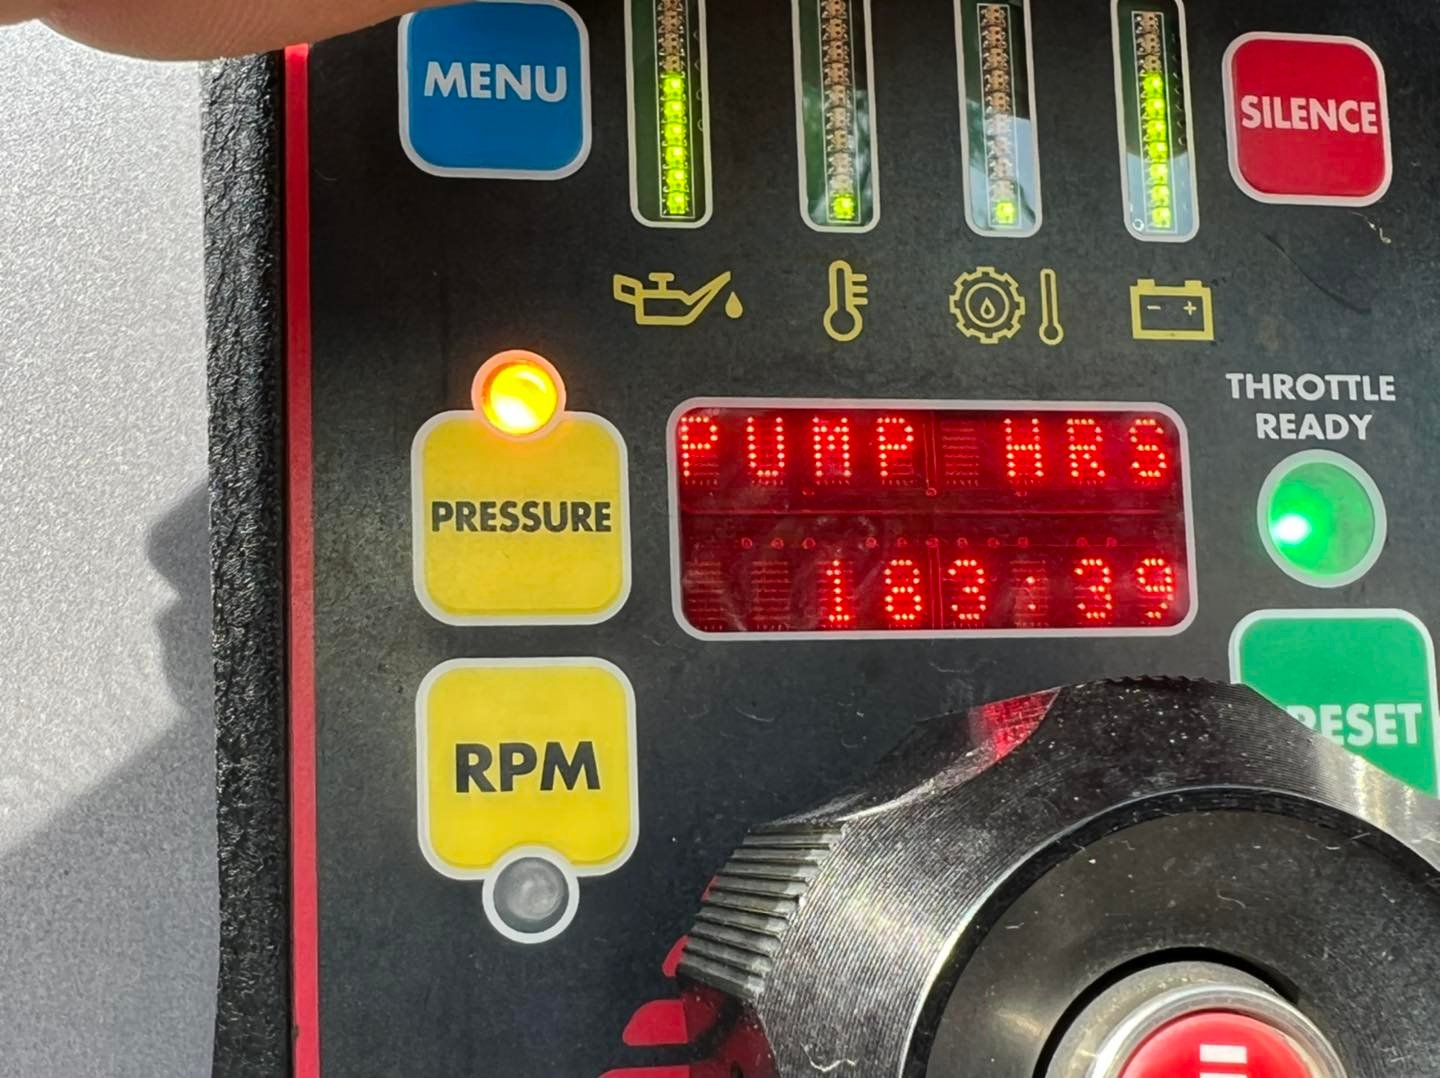 MENU
SILENCE
THROTTLE
READY
PUMP HRS
183:39
PRESSURE
RESET
RPM